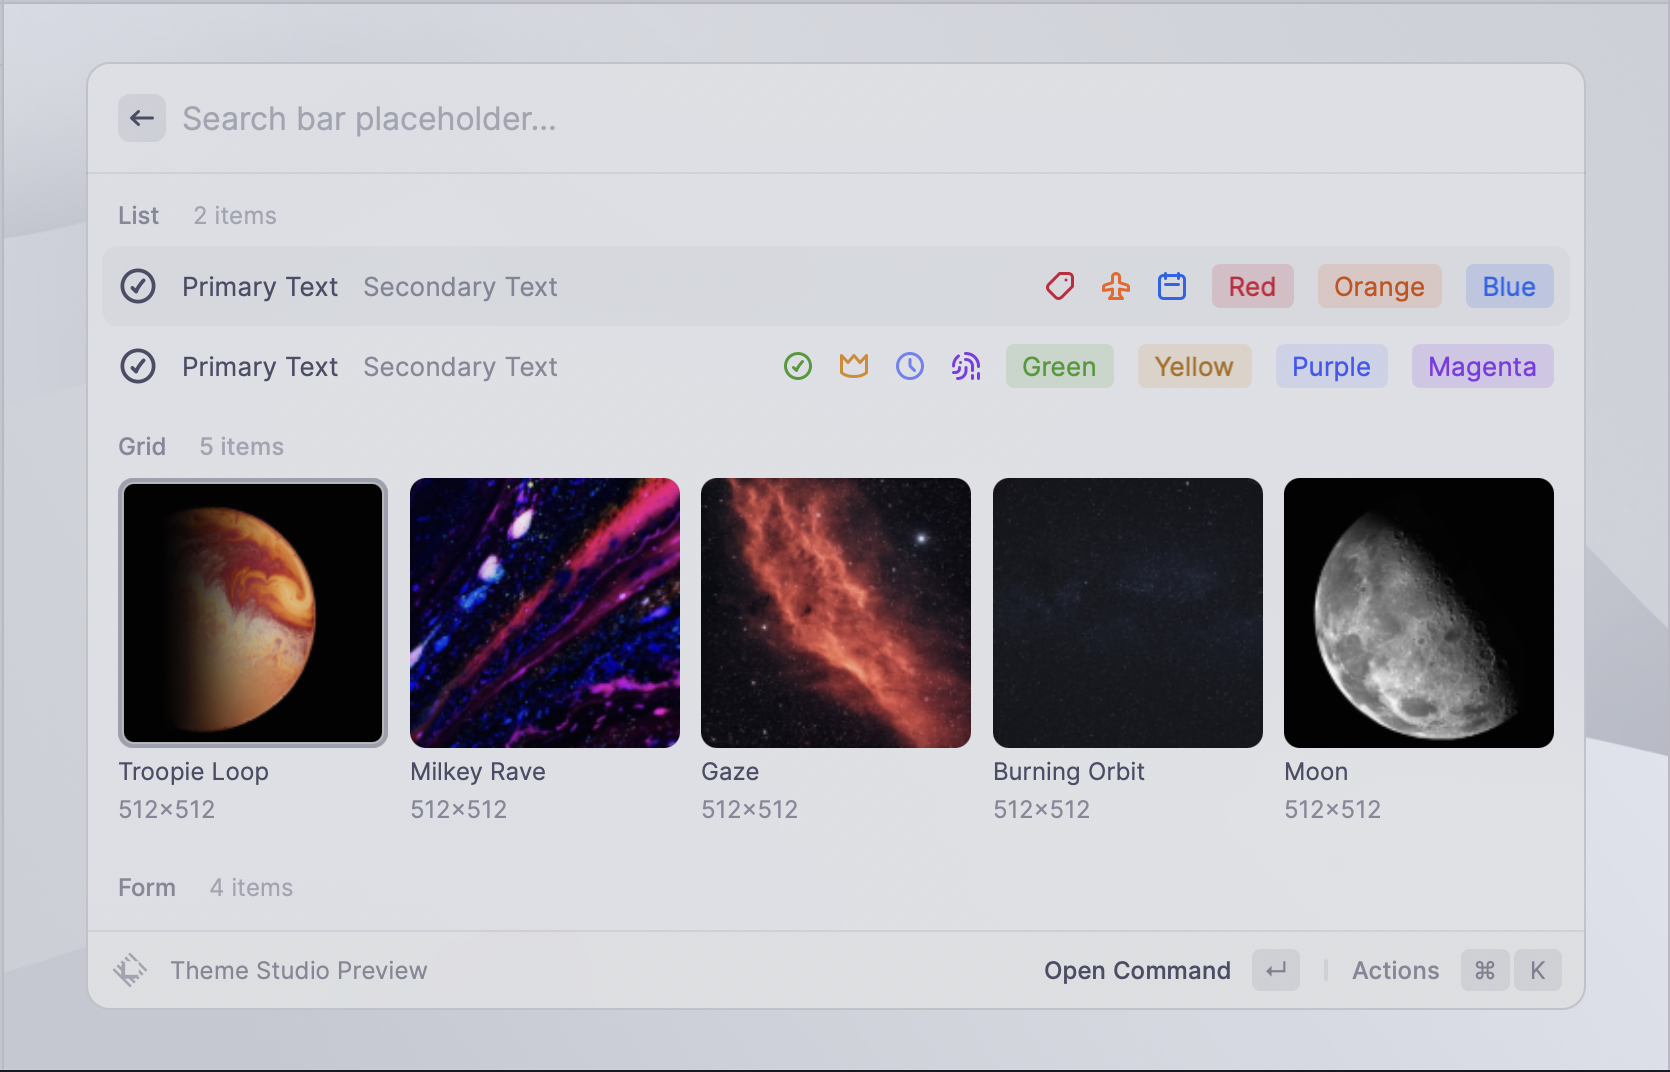 Search bar placeholder...
List 2 items
Primary Text Secondary Text Red Orange Blue
Primary Text Secondary Text Green Yellow Purple Magenta
Grid 5 items
Troopie Loop Milkey Rave Gaze Burning Orbit Moon
512×512 512×512 512×512 512×512 512×512
Form 4 items
Theme Studio Preview Open Command ↵ Actions ⌘ K